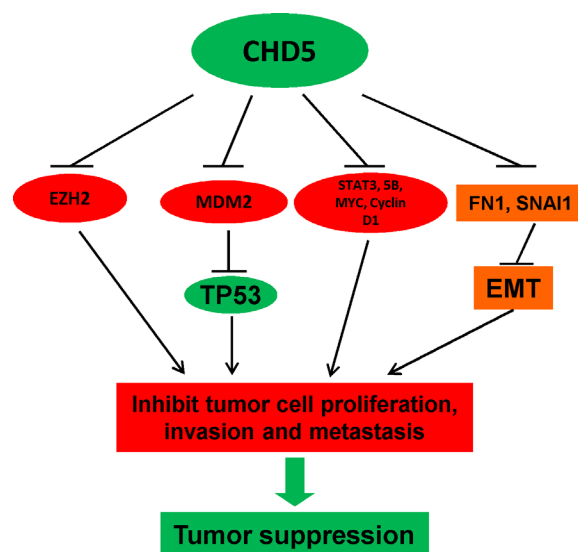 CHD5
EZH2
MDM2
STAT3, 5B,
MYC, Cyclin
D1
FN1, SNAI1
TP53
EMT
Inhibit tumor cell proliferation,
invasion and metastasis
Tumor suppression